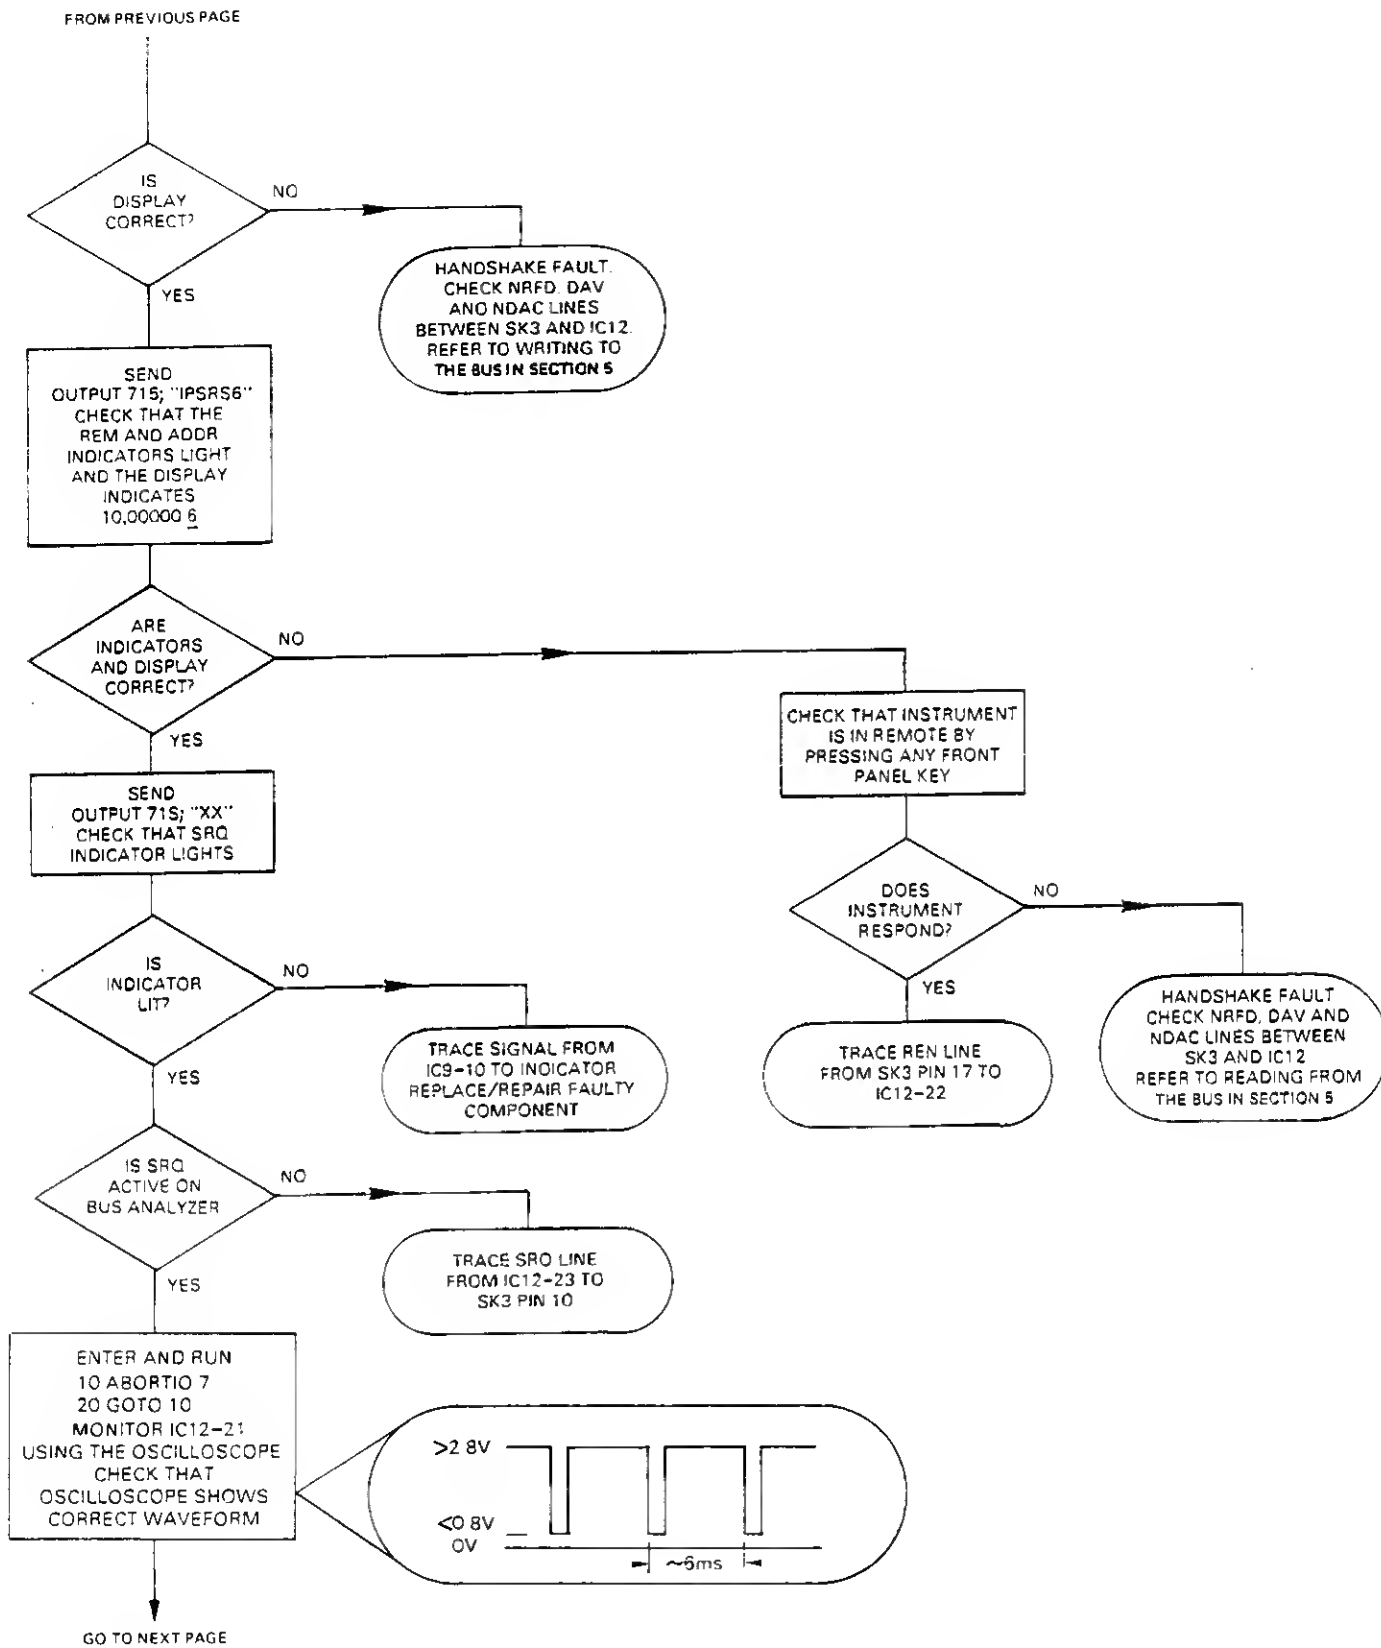 FROM PREVIOUS PAGE
IS
DISPLAY
CORRECT?
NO
YES
HANDSHAKE FAULT.
CHECK NRFD, DAV
AND NDAC LINES
BETWEEN SK3 AND IC12.
REFER TO WRITING TO
THE BUS IN SECTION 5
SEND
OUTPUT 715; "IPSRS6"
CHECK THAT THE
REM AND ADDR
INDICATORS LIGHT
AND THE DISPLAY
INDICATES
10,00000 6
ARE
INDICATORS
AND DISPLAY
CORRECT?
NO
YES
CHECK THAT INSTRUMENT
IS IN REMOTE BY
PRESSING ANY FRONT
PANEL KEY
SEND
OUTPUT 715; "XX"
CHECK THAT SRQ
INDICATOR LIGHTS
DOES
INSTRUMENT
RESPOND?
NO
YES
IS
INDICATOR
LIT?
NO
YES
TRACE SIGNAL FROM
IC9-10 TO INDICATOR
REPLACE/REPAIR FAULTY
COMPONENT
TRACE REN LINE
FROM SK3 PIN 17 TO
IC12-22
HANDSHAKE FAULT
CHECK NRFD, DAV AND
NDAC LINES BETWEEN
SK3 AND IC12
REFER TO READING FROM
THE BUS IN SECTION 5
IS SRQ
ACTIVE ON
BUS ANALYZER
NO
YES
TRACE SRQ LINE
FROM IC12-23 TO
SK3 PIN 10
ENTER AND RUN
10 ABORTIO 7
20 GOTO 10
MONITOR IC12-21
USING THE OSCILLOSCOPE
CHECK THAT
OSCILLOSCOPE SHOWS
CORRECT WAVEFORM
>2 8V
<0 8V
0V
~6ms
GO TO NEXT PAGE